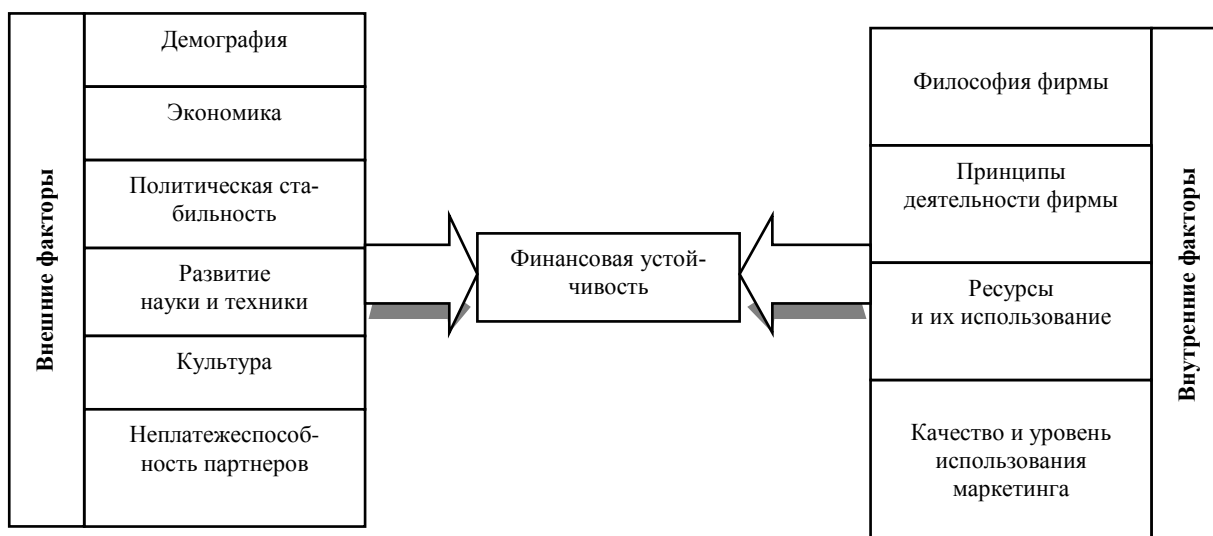 Внешние факторы
Демография
Экономика
Политическая ста-
бильность
Развитие
науки и техники
Культура
Неплатежеспособ-
ность партнеров
Финансовая устой-
чивость
Философия фирмы
Принципы
деятельности фирмы
Ресурсы
и их использование
Качество и уровень
использования
маркетинга
Внутренние факторы